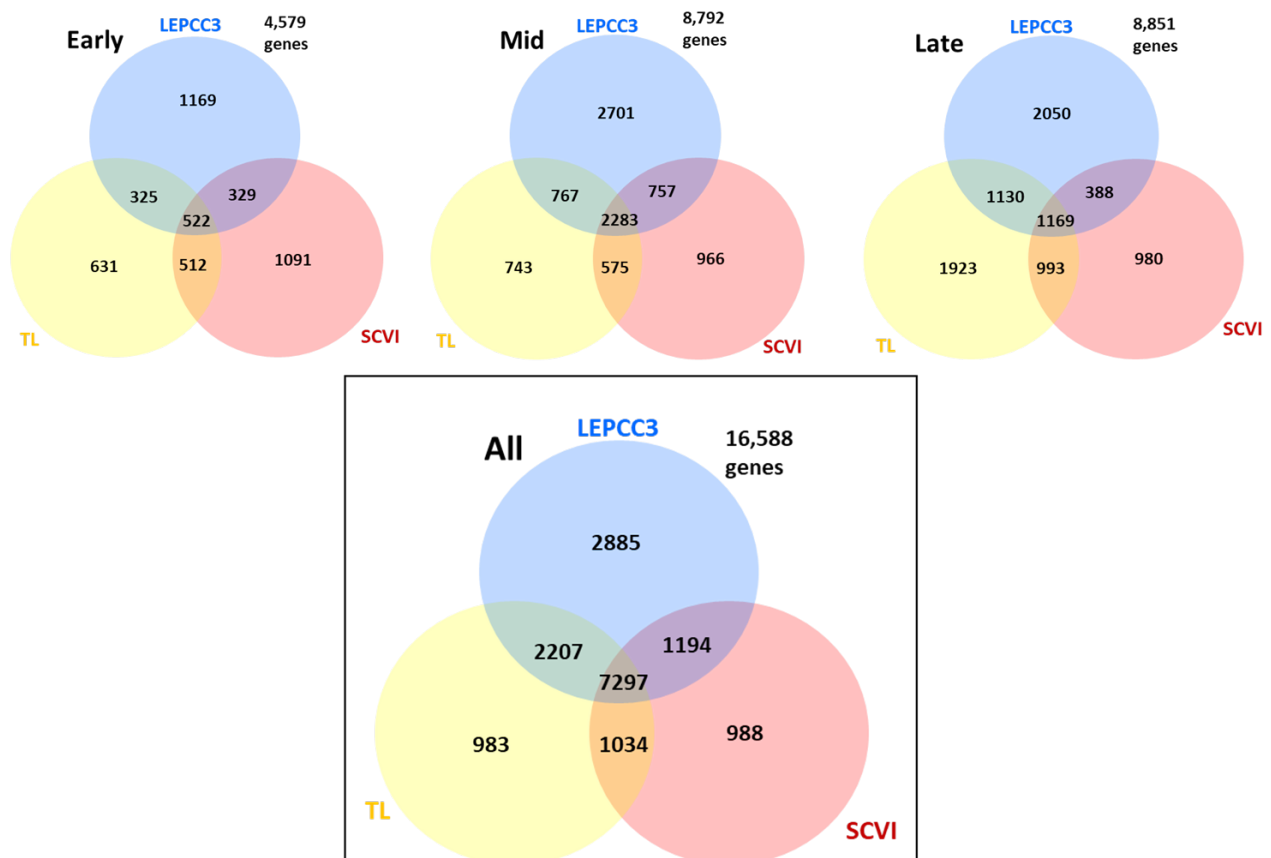 Early
LEPCC3
4,579
genes
1169
325
329
522
631
512
1091
TL
SCVI
Mid
LEPCC3
8,792
genes
2701
767
757
2283
743
575
966
TL
SCVI
Late
LEPCC3
8,851
genes
2050
1130
388
1169
1923
993
980
TL
SCVI
All
LEPCC3
16,588
genes
2885
2207
1194
7297
983
1034
988
TL
SCVI